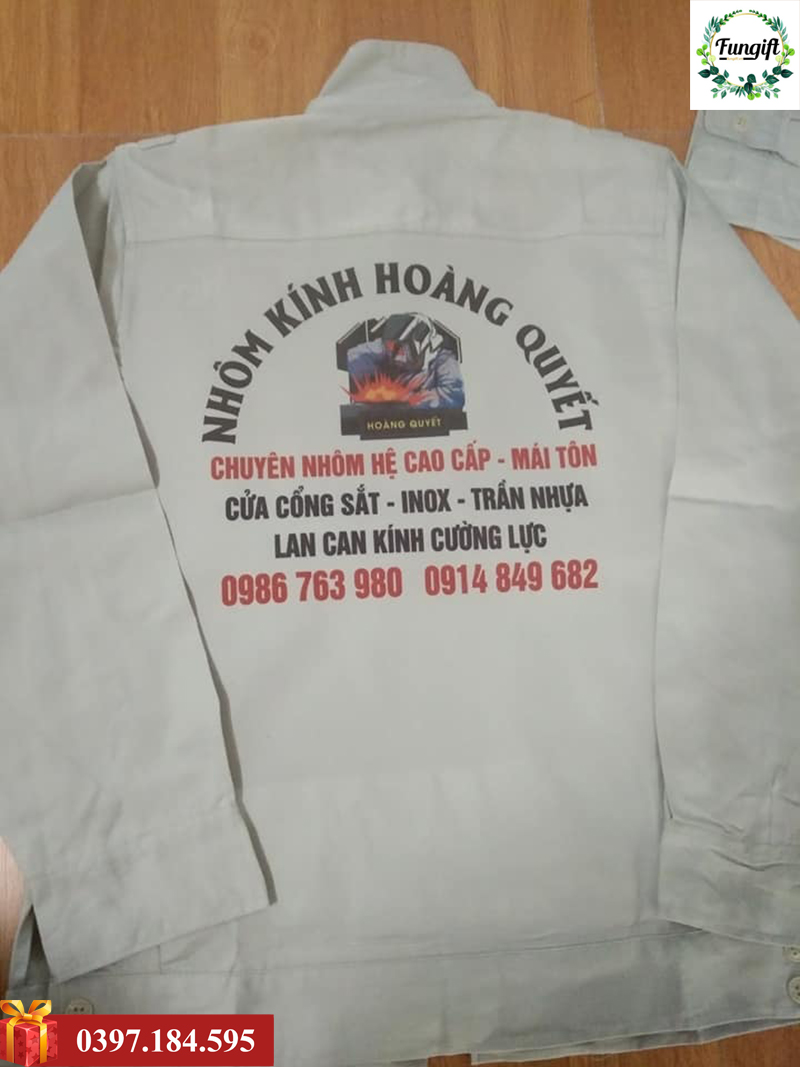 Fungift
NHÔM KÍNH HOÀNG QUYẾT
HOÀNG QUYẾT
CHUYÊN NHÔM HỆ CAO CẤP - MÁI TÔN
CỬA CỔNG SẮT - INOX - TRẦN NHỰA
LAN CAN KÍNH CƯỜNG LỰC
0986 763 980 0914 849 682
0397.184.595